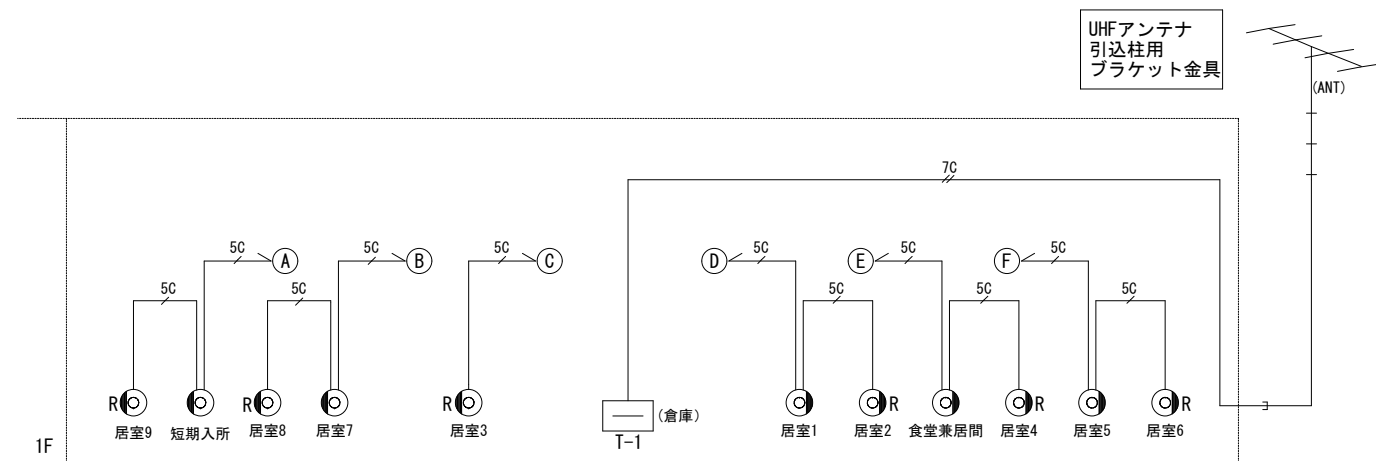 UHFアンテナ
引込柱用
ブラケット金具
(ANT)
7C
5C
A
5C
B
5C
C
D
5C
E
5C
F
5C
5C
5C
5C
5C
5C
R
R
R
R
R
R
(倉庫)
居室9
短期入所
居室8
居室7
居室3
T-1
居室1
居室2
食堂兼居間
居室4
居室5
居室6
1F